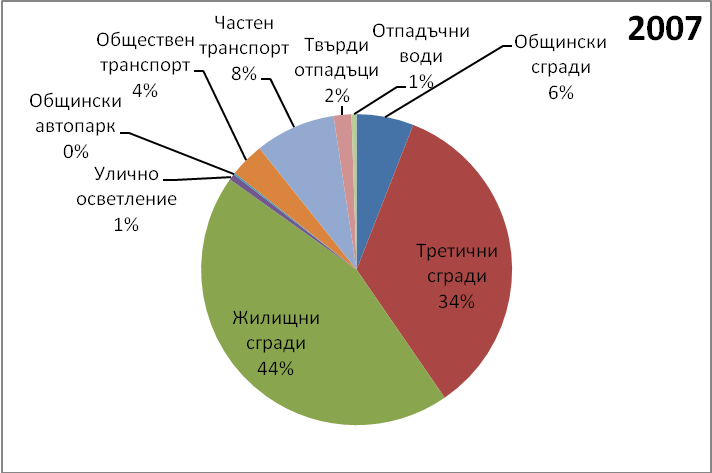 2007
Обществен
транспорт
4%
Частен
транспорт
8%
Твърди
отпадъци
2%
Отпадъчни
води
1%
Общински
сгради
6%
Общински
автопарк
0%
Улично
осветление
1%
Третични
сгради
34%
Жилищни
сгради
44%